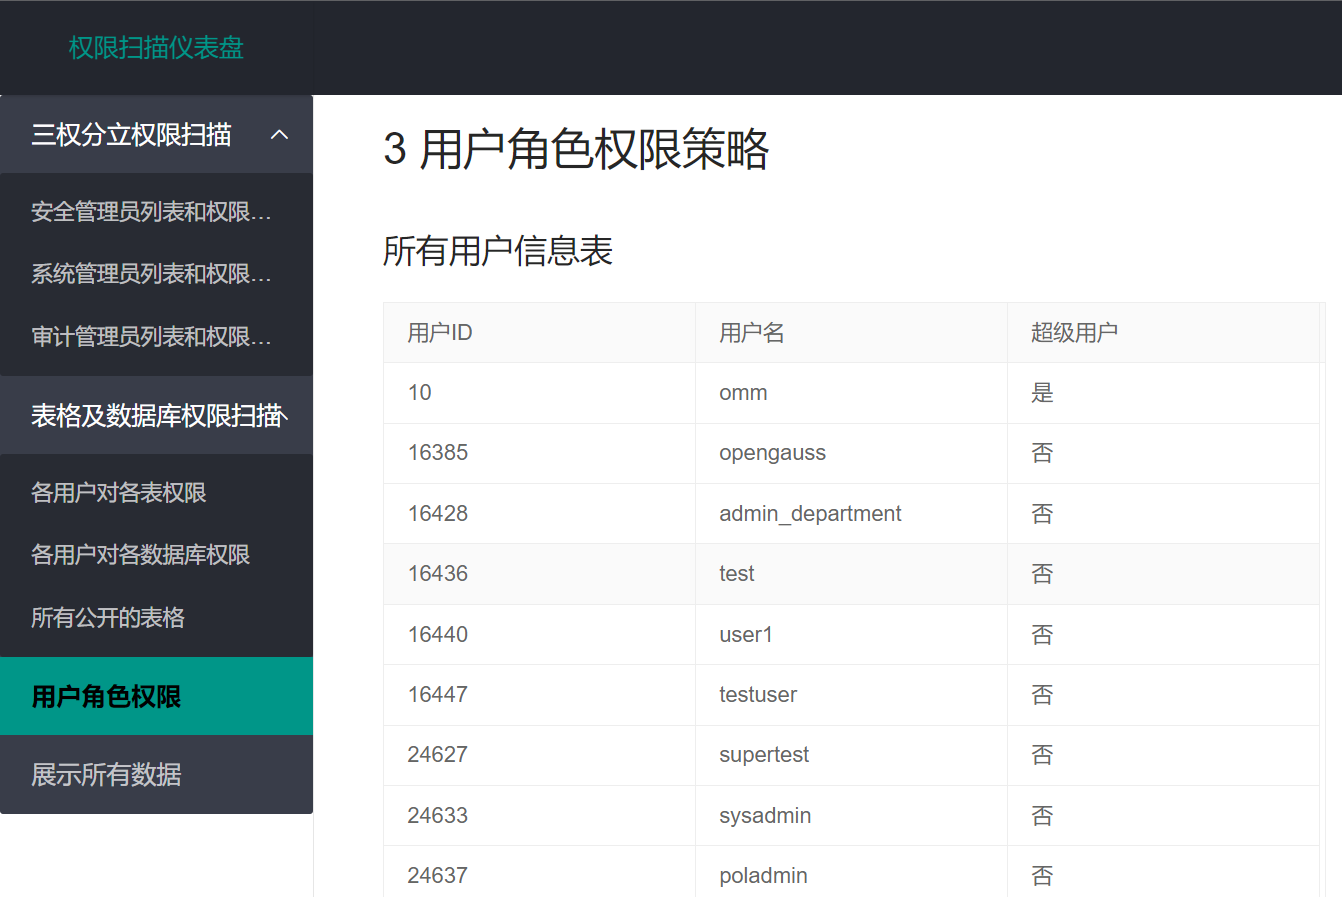 权限扫描仪表盘
三权分立权限扫描
安全管理员列表和权限...
系统管理员列表和权限...
审计管理员列表和权限...
表格及数据库权限扫描
各用户对各表权限
各用户对各数据库权限
所有公开的表格
用户角色权限
展示所有数据
3 用户角色权限策略
所有用户信息表
用户ID 用户名 超级用户
10 omm 是
16385 opengauss 否
16428 admin_department 否
16436 test 否
16440 user1 否
16447 testuser 否
24627 supertest 否
24633 sysadmin 否
24637 poladmin 否